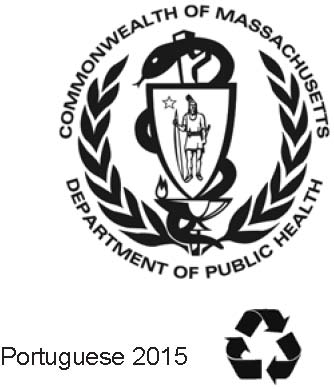 COMMONWEALTH OF MASSACHUSETTS
DEPARTMENT OF PUBLIC HEALTH
Portuguese 2015